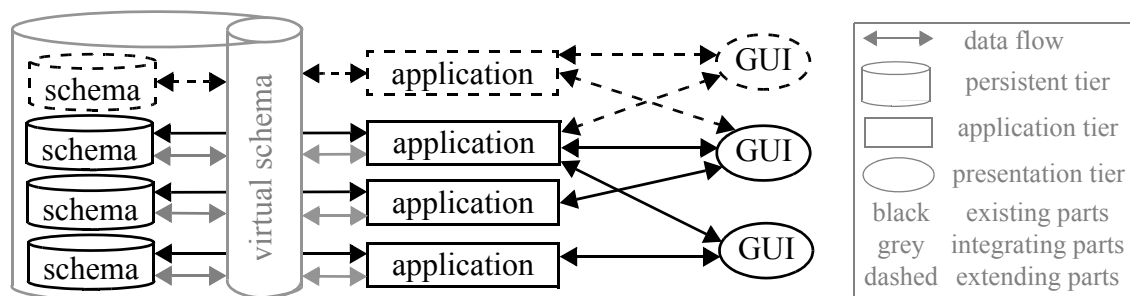 schema
application
GUI
schema
application
GUI
schema
application
schema
application
GUI
virtual schema
data flow
persistent tier
application tier
presentation tier
black existing parts
grey integrating parts
dashed extending parts